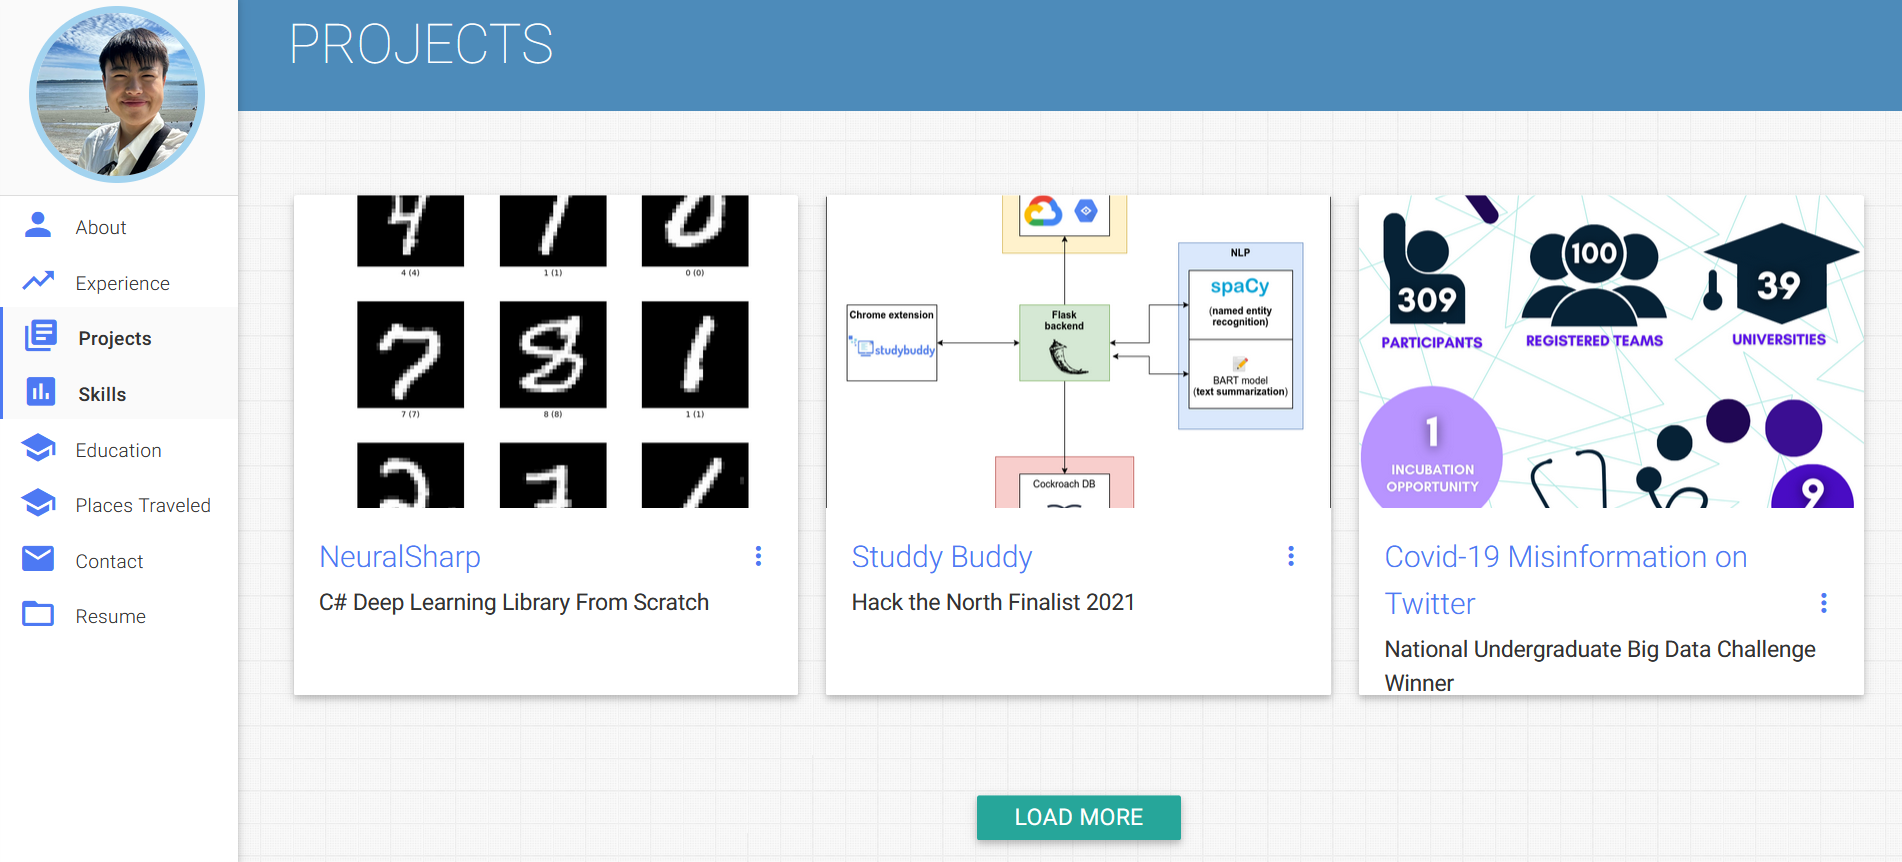 PROJECTS
About
Experience
Projects
Skills
Education
Places Traveled
Contact
Resume
4 (4)
1 (1)
0 (0)
7 (7)
8 (8)
1 (1)
NeuralSharp
C# Deep Learning Library From Scratch
NLP
spaCy
(named entity
recognition)
Chrome extension
studybuddy
Flask
backend
BART model
(text summarization)
Cockroach DB
Studdy Buddy
Hack the North Finalist 2021
309
PARTICIPANTS
100
REGISTERED TEAMS
39
UNIVERSITIES
1
INCUBATION
OPPORTUNITY
9
Covid-19 Misinformation on
Twitter
National Undergraduate Big Data Challenge
Winner
LOAD MORE